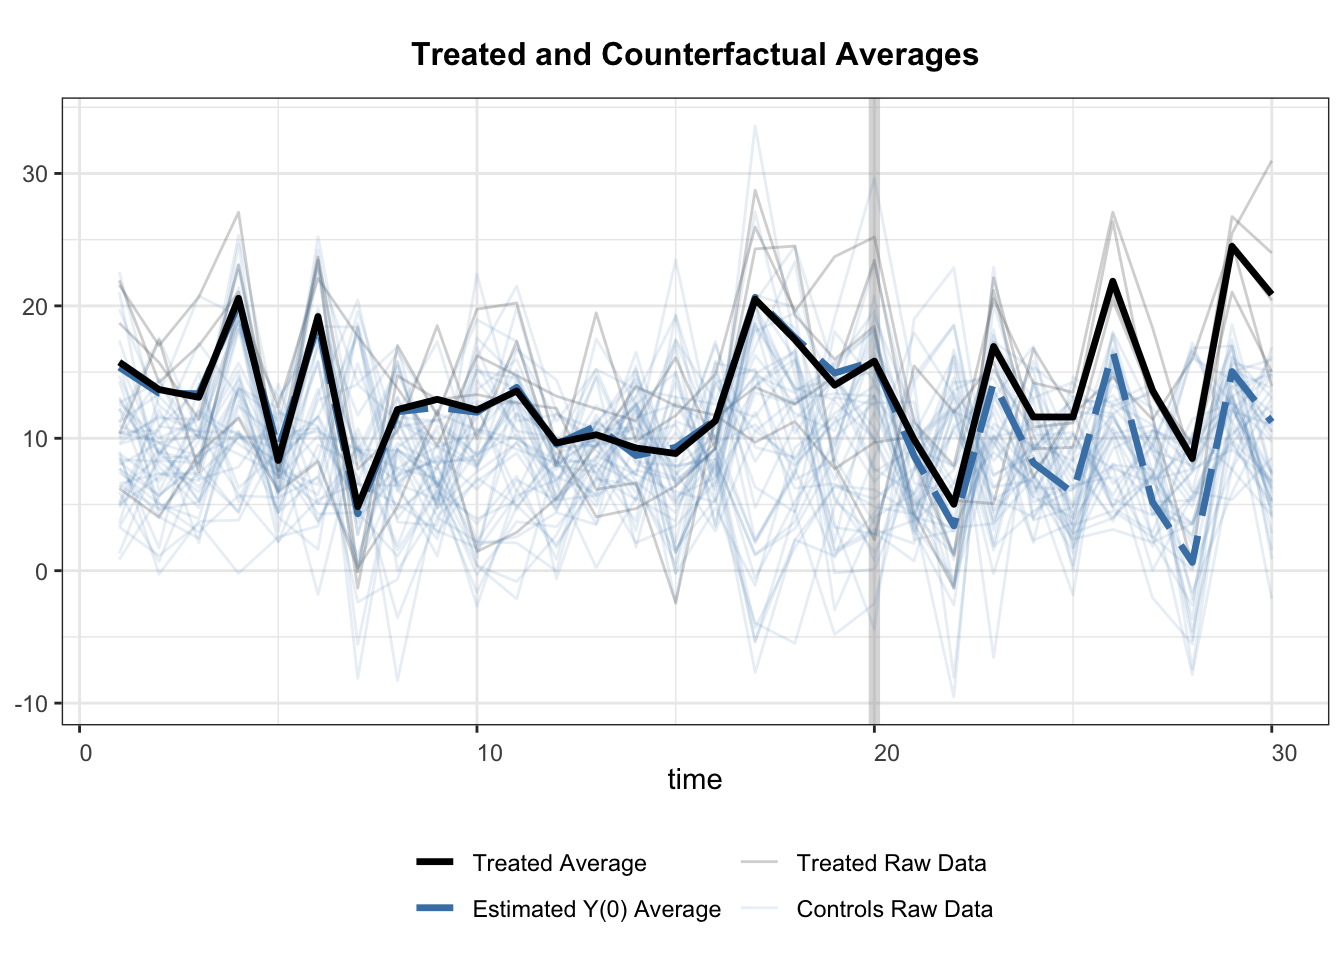 Treated and Counterfactual Averages
30
20
10
0
-10
0 10 20 30
time
Treated Average Treated Raw Data
Estimated Y(0) Average Controls Raw Data